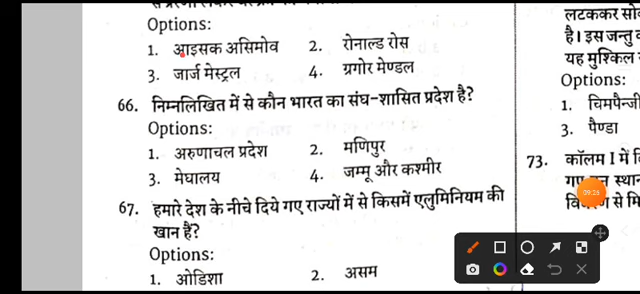 Options:
1. आइसक असिमोव 2. रोनाल्ड रोस
3. जार्ज मेस्ट्रल 4. ग्रगोर मेण्डल
66. निम्नलिखित में से कौन भारत का संघ-शासित प्रदेश है?
Options:
1. अरुणाचल प्रदेश 2. मणिपुर
3. मेघालय 4. जम्मू और कश्मीर
67. हमारे देश के नीचे दिये गए राज्यों में से किसमें एलुमिनियम की
खान हैं?
Options:
1. ओडिशा 2. असम
लटककर
है। इस जन्तु
यह मुश्किल
Options:
1. चिमपैन्जी
3. पैण्डा
73. कॉलम I में
स्थान
से